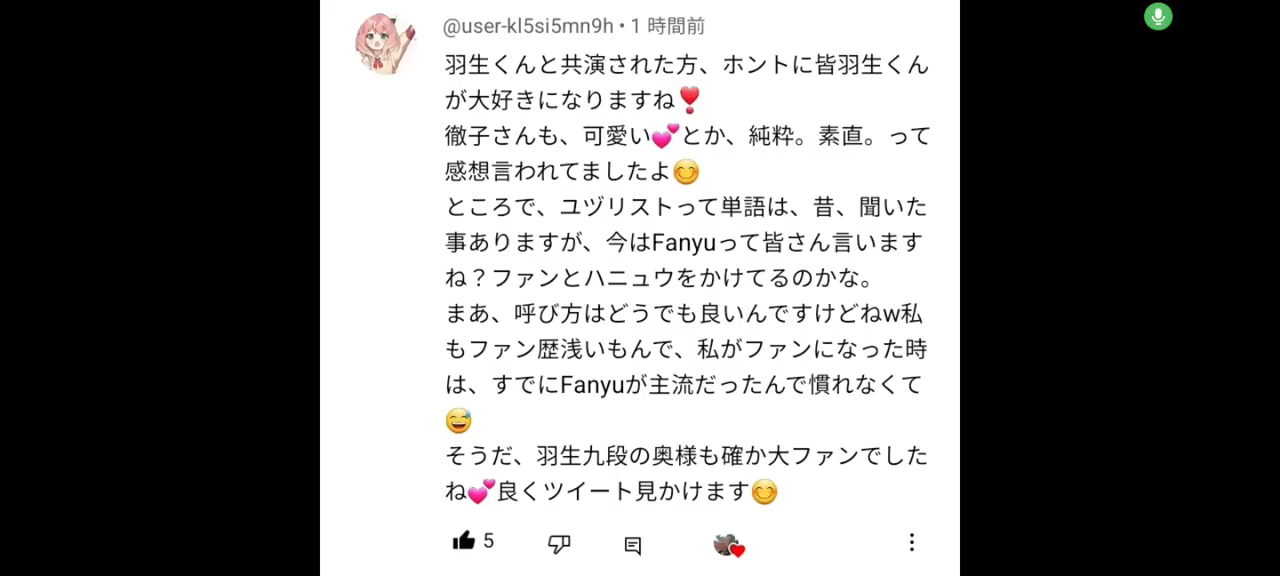 @user-kl5si5mn9h • 1 時間前
羽生くんと共演された方、ホントに皆羽生くん
が大好きになりますね❣️
徹子さんも、可愛い💕とか、純粋。素直。って
感想言われてましたよ😊
ところで、ユヅリストって単語は、昔、聞いた
事ありますが、今はFanyuって皆さん言います
ね？ファンとハニュウをかけてるのかな。
まあ、呼び方はどうでも良いんですけどねw私
もファン歴浅いもんで、私がファンになった時
は、すでにFanyuが主流だったんで慣れなくて
😅
そうだ、羽生九段の奥様も確か大ファンでした
ね💕良くツイート見かけます😊
5